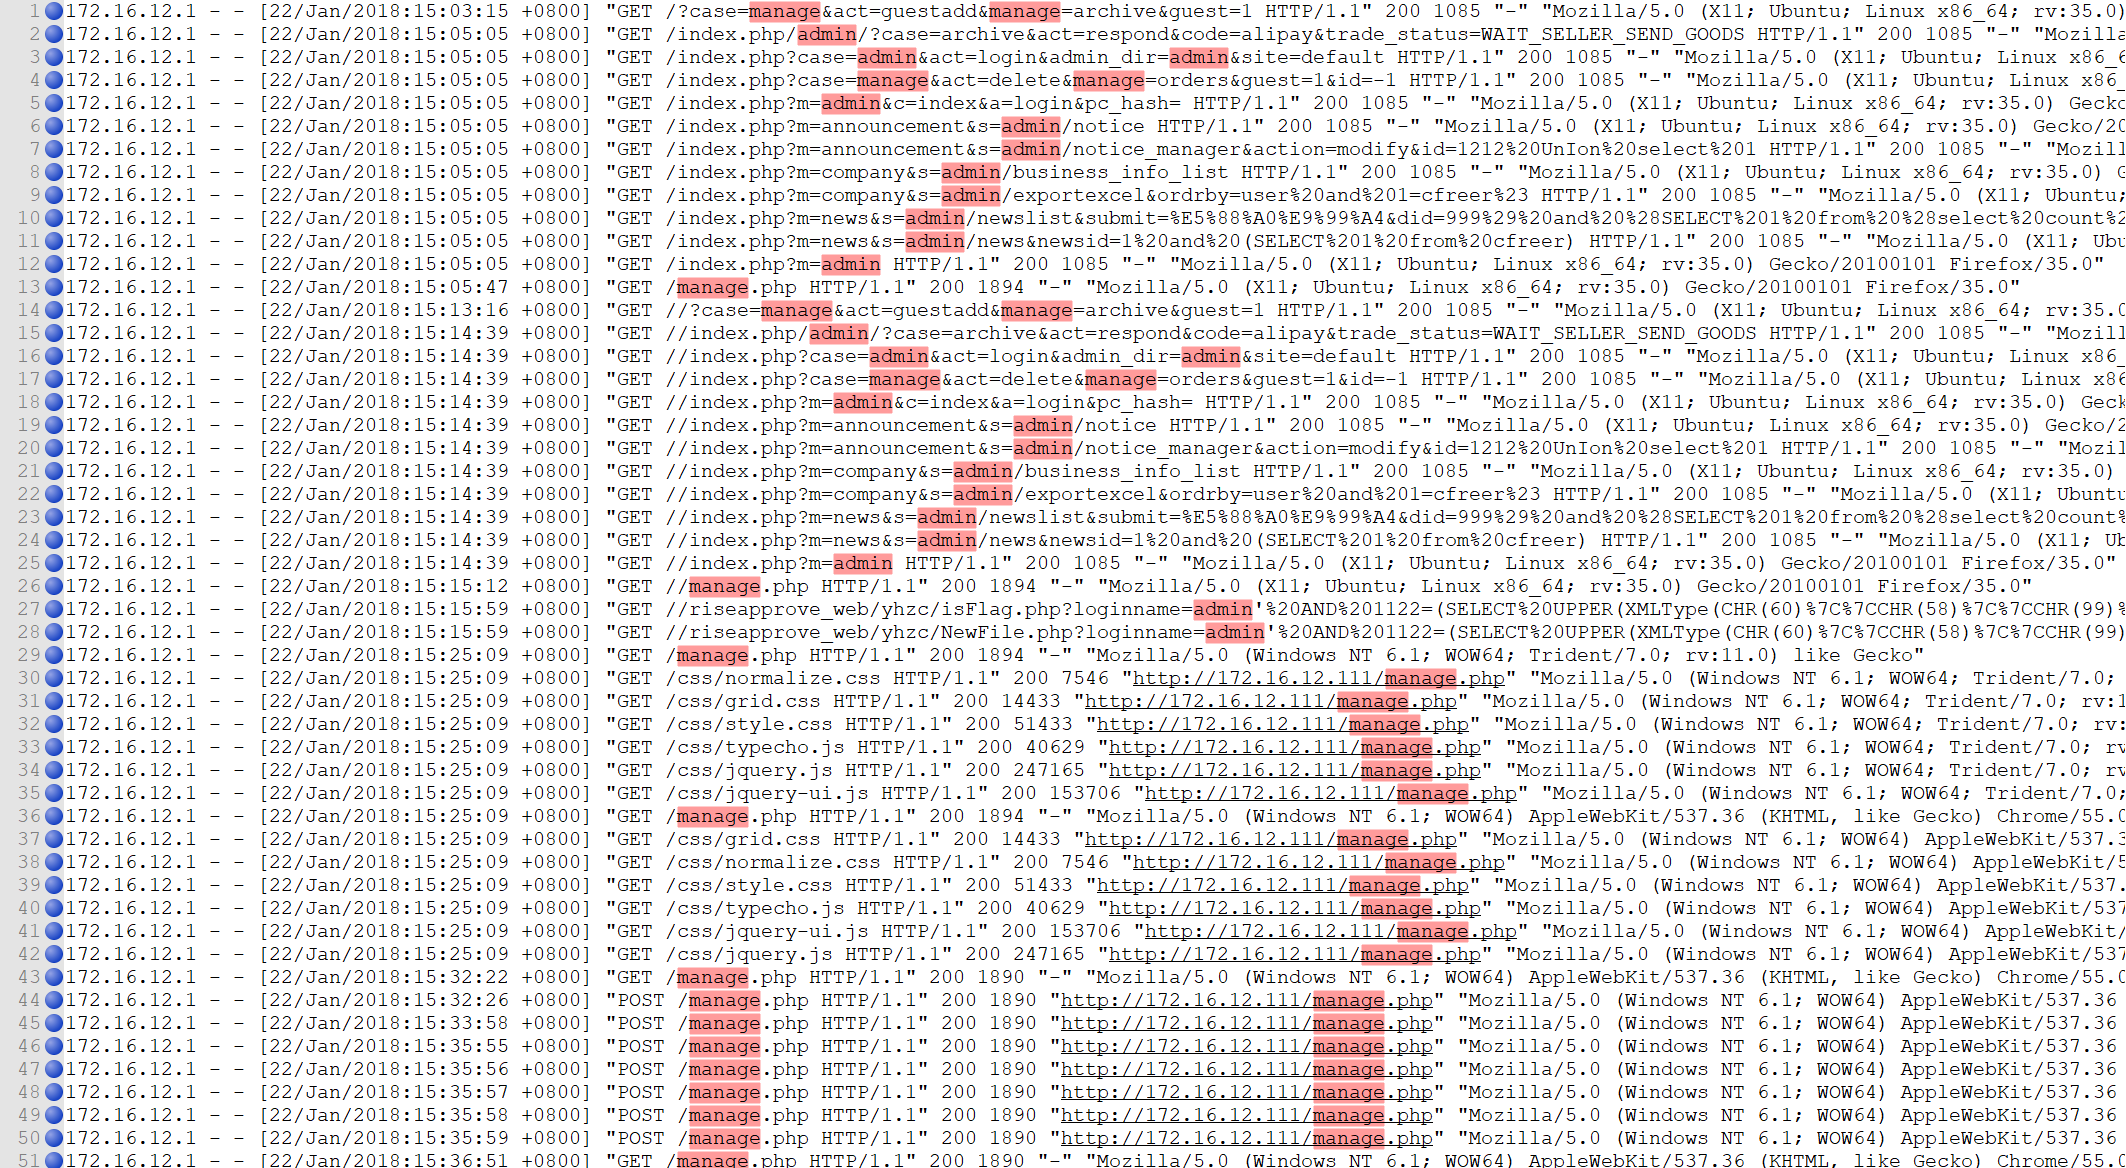 1 172.16.12.1 - - [22/Jan/2018:15:03:15 +0800] "GET /?case=manage&act=guestadd&manage=archive&guest=1 HTTP/1.1" 200 1085 "-" "Mozilla/5.0 (X11; Ubuntu; Linux x86_64; rv:35.0)
2 172.16.12.1 - - [22/Jan/2018:15:05:05 +0800] "GET /index.php/admin/?case=archive&act=respond&code=alipay&trade_status=WAIT_SELLER_SEND_GOODS HTTP/1.1" 200 1085 "-" "Mozilla
3 172.16.12.1 - - [22/Jan/2018:15:05:05 +0800] "GET /index.php?case=admin&act=login&admin_dir=admin&site=default HTTP/1.1" 200 1085 "-" "Mozilla/5.0 (X11; Ubuntu; Linux x86_6
4 172.16.12.1 - - [22/Jan/2018:15:05:05 +0800] "GET /index.php?case=manage&act=delete&manage=orders&guest=1&id=-1 HTTP/1.1" 200 1085 "-" "Mozilla/5.0 (X11; Ubuntu; Linux x86_
5 172.16.12.1 - - [22/Jan/2018:15:05:05 +0800] "GET /index.php?m=admin&c=index&a=login&pc_hash= HTTP/1.1" 200 1085 "-" "Mozilla/5.0 (X11; Ubuntu; Linux x86_64; rv:35.0) Gecko
6 172.16.12.1 - - [22/Jan/2018:15:05:05 +0800] "GET /index.php?m=announcement&s=admin/notice HTTP/1.1" 200 1085 "-" "Mozilla/5.0 (X11; Ubuntu; Linux x86_64; rv:35.0) Gecko/20
7 172.16.12.1 - - [22/Jan/2018:15:05:05 +0800] "GET /index.php?m=announcement&s=admin/notice_manager&action=modify&id=1212%20UnIon%20select%201 HTTP/1.1" 200 1085 "-" "Mozill
8 172.16.12.1 - - [22/Jan/2018:15:05:05 +0800] "GET /index.php?m=company&s=admin/business_info_list HTTP/1.1" 200 1085 "-" "Mozilla/5.0 (X11; Ubuntu; Linux x86_64; rv:35.0) G
9 172.16.12.1 - - [22/Jan/2018:15:05:05 +0800] "GET /index.php?m=company&s=admin/exportexcel&ordrby=user%20and%201=cfreer%23 HTTP/1.1" 200 1085 "-" "Mozilla/5.0 (X11; Ubuntu;
10 172.16.12.1 - - [22/Jan/2018:15:05:05 +0800] "GET /index.php?m=news&s=admin/newslist&submit=%E5%88%A0%E9%99%A4&did=999%29%20and%20%28SELECT%201%20from%20%28select%20count%
11 172.16.12.1 - - [22/Jan/2018:15:05:05 +0800] "GET /index.php?m=news&s=admin/news&newsid=1%20and%20(SELECT%201%20from%20cfreer) HTTP/1.1" 200 1085 "-" "Mozilla/5.0 (X11; Ubu
12 172.16.12.1 - - [22/Jan/2018:15:05:05 +0800] "GET /index.php?m=admin HTTP/1.1" 200 1085 "-" "Mozilla/5.0 (X11; Ubuntu; Linux x86_64; rv:35.0) Gecko/20100101 Firefox/35.0"
13 172.16.12.1 - - [22/Jan/2018:15:05:47 +0800] "GET /manage.php HTTP/1.1" 200 1894 "-" "Mozilla/5.0 (X11; Ubuntu; Linux x86_64; rv:35.0) Gecko/20100101 Firefox/35.0"
14 172.16.12.1 - - [22/Jan/2018:15:13:16 +0800] "GET //?case=manage&act=guestadd&manage=archive&guest=1 HTTP/1.1" 200 1085 "-" "Mozilla/5.0 (X11; Ubuntu; Linux x86_64; rv:35.0
15 172.16.12.1 - - [22/Jan/2018:15:14:39 +0800] "GET //index.php/admin/?case=archive&act=respond&code=alipay&trade_status=WAIT_SELLER_SEND_GOODS HTTP/1.1" 200 1085 "-" "Mozill
16 172.16.12.1 - - [22/Jan/2018:15:14:39 +0800] "GET //index.php?case=admin&act=login&admin_dir=admin&site=default HTTP/1.1" 200 1085 "-" "Mozilla/5.0 (X11; Ubuntu; Linux x86_
17 172.16.12.1 - - [22/Jan/2018:15:14:39 +0800] "GET //index.php?case=manage&act=delete&manage=orders&guest=1&id=-1 HTTP/1.1" 200 1085 "-" "Mozilla/5.0 (X11; Ubuntu; Linux x86
18 172.16.12.1 - - [22/Jan/2018:15:14:39 +0800] "GET //index.php?m=admin&c=index&a=login&pc_hash= HTTP/1.1" 200 1085 "-" "Mozilla/5.0 (X11; Ubuntu; Linux x86_64; rv:35.0) Geck
19 172.16.12.1 - - [22/Jan/2018:15:14:39 +0800] "GET //index.php?m=announcement&s=admin/notice HTTP/1.1" 200 1085 "-" "Mozilla/5.0 (X11; Ubuntu; Linux x86_64; rv:35.0) Gecko/2
20 172.16.12.1 - - [22/Jan/2018:15:14:39 +0800] "GET //index.php?m=announcement&s=admin/notice_manager&action=modify&id=1212%20UnIon%20select%201 HTTP/1.1" 200 1085 "-" "Mozil
21 172.16.12.1 - - [22/Jan/2018:15:14:39 +0800] "GET //index.php?m=company&s=admin/business_info_list HTTP/1.1" 200 1085 "-" "Mozilla/5.0 (X11; Ubuntu; Linux x86_64; rv:35.0)
22 172.16.12.1 - - [22/Jan/2018:15:14:39 +0800] "GET //index.php?m=company&s=admin/exportexcel&ordrby=user%20and%201=cfreer%23 HTTP/1.1" 200 1085 "-" "Mozilla/5.0 (X11; Ubuntu
23 172.16.12.1 - - [22/Jan/2018:15:14:39 +0800] "GET //index.php?m=news&s=admin/newslist&submit=%E5%88%A0%E9%99%A4&did=999%29%20and%20%28SELECT%201%20from%20%28select%20count%
24 172.16.12.1 - - [22/Jan/2018:15:14:39 +0800] "GET //index.php?m=news&s=admin/news&newsid=1%20and%20(SELECT%201%20from%20cfreer) HTTP/1.1" 200 1085 "-" "Mozilla/5.0 (X11; Ub
25 172.16.12.1 - - [22/Jan/2018:15:14:39 +0800] "GET //index.php?m=admin HTTP/1.1" 200 1085 "-" "Mozilla/5.0 (X11; Ubuntu; Linux x86_64; rv:35.0) Gecko/20100101 Firefox/35.0"
26 172.16.12.1 - - [22/Jan/2018:15:15:12 +0800] "GET //manage.php HTTP/1.1" 200 1894 "-" "Mozilla/5.0 (X11; Ubuntu; Linux x86_64; rv:35.0) Gecko/20100101 Firefox/35.0"
27 172.16.12.1 - - [22/Jan/2018:15:15:59 +0800] "GET //riseapprove_web/yhzc/isFlag.php?loginname=admin'%20AND%201122=(SELECT%20UPPER(XMLType(CHR(60)%7C%7CCHR(58)%7C%7CCHR(99)%
28 172.16.12.1 - - [22/Jan/2018:15:15:59 +0800] "GET //riseapprove_web/yhzc/NewFile.php?loginname=admin'%20AND%201122=(SELECT%20UPPER(XMLType(CHR(60)%7C%7CCHR(58)%7C%7CCHR(99)
29 172.16.12.1 - - [22/Jan/2018:15:25:09 +0800] "GET /manage.php HTTP/1.1" 200 1894 "-" "Mozilla/5.0 (Windows NT 6.1; WOW64; Trident/7.0; rv:11.0) like Gecko"
30 172.16.12.1 - - [22/Jan/2018:15:25:09 +0800] "GET /css/normalize.css HTTP/1.1" 200 7546 "http://172.16.12.111/manage.php" "Mozilla/5.0 (Windows NT 6.1; WOW64; Trident/7.0;
31 172.16.12.1 - - [22/Jan/2018:15:25:09 +0800] "GET /css/grid.css HTTP/1.1" 200 14433 "http://172.16.12.111/manage.php" "Mozilla/5.0 (Windows NT 6.1; WOW64; Trident/7.0; rv:1
32 172.16.12.1 - - [22/Jan/2018:15:25:09 +0800] "GET /css/style.css HTTP/1.1" 200 51433 "http://172.16.12.111/manage.php" "Mozilla/5.0 (Windows NT 6.1; WOW64; Trident/7.0; rv:
33 172.16.12.1 - - [22/Jan/2018:15:25:09 +0800] "GET /css/typecho.js HTTP/1.1" 200 40629 "http://172.16.12.111/manage.php" "Mozilla/5.0 (Windows NT 6.1; WOW64; Trident/7.0; rv
34 172.16.12.1 - - [22/Jan/2018:15:25:09 +0800] "GET /css/jquery.js HTTP/1.1" 200 247165 "http://172.16.12.111/manage.php" "Mozilla/5.0 (Windows NT 6.1; WOW64; Trident/7.0; rv
35 172.16.12.1 - - [22/Jan/2018:15:25:09 +0800] "GET /css/jquery-ui.js HTTP/1.1" 200 153706 "http://172.16.12.111/manage.php" "Mozilla/5.0 (Windows NT 6.1; WOW64; Trident/7.0;
36 172.16.12.1 - - [22/Jan/2018:15:25:09 +0800] "GET /manage.php HTTP/1.1" 200 1894 "-" "Mozilla/5.0 (Windows NT 6.1; WOW64) AppleWebKit/537.36 (KHTML, like Gecko) Chrome/55.0
37 172.16.12.1 - - [22/Jan/2018:15:25:09 +0800] "GET /css/grid.css HTTP/1.1" 200 14433 "http://172.16.12.111/manage.php" "Mozilla/5.0 (Windows NT 6.1; WOW64) AppleWebKit/537.3
38 172.16.12.1 - - [22/Jan/2018:15:25:09 +0800] "GET /css/normalize.css HTTP/1.1" 200 7546 "http://172.16.12.111/manage.php" "Mozilla/5.0 (Windows NT 6.1; WOW64) AppleWebKit/5
39 172.16.12.1 - - [22/Jan/2018:15:25:09 +0800] "GET /css/style.css HTTP/1.1" 200 51433 "http://172.16.12.111/manage.php" "Mozilla/5.0 (Windows NT 6.1; WOW64) AppleWebKit/537.
40 172.16.12.1 - - [22/Jan/2018:15:25:09 +0800] "GET /css/typecho.js HTTP/1.1" 200 40629 "http://172.16.12.111/manage.php" "Mozilla/5.0 (Windows NT 6.1; WOW64) AppleWebKit/537
41 172.16.12.1 - - [22/Jan/2018:15:25:09 +0800] "GET /css/jquery-ui.js HTTP/1.1" 200 153706 "http://172.16.12.111/manage.php" "Mozilla/5.0 (Windows NT 6.1; WOW64) AppleWebKit/
42 172.16.12.1 - - [22/Jan/2018:15:25:09 +0800] "GET /css/jquery.js HTTP/1.1" 200 247165 "http://172.16.12.111/manage.php" "Mozilla/5.0 (Windows NT 6.1; WOW64) AppleWebKit/537
43 172.16.12.1 - - [22/Jan/2018:15:32:22 +0800] "GET /manage.php HTTP/1.1" 200 1890 "-" "Mozilla/5.0 (Windows NT 6.1; WOW64) AppleWebKit/537.36 (KHTML, like Gecko) Chrome/55.0
44 172.16.12.1 - - [22/Jan/2018:15:32:26 +0800] "POST /manage.php HTTP/1.1" 200 1890 "http://172.16.12.111/manage.php" "Mozilla/5.0 (Windows NT 6.1; WOW64) AppleWebKit/537.36
45 172.16.12.1 - - [22/Jan/2018:15:33:58 +0800] "POST /manage.php HTTP/1.1" 200 1890 "http://172.16.12.111/manage.php" "Mozilla/5.0 (Windows NT 6.1; WOW64) AppleWebKit/537.36
46 172.16.12.1 - - [22/Jan/2018:15:35:55 +0800] "POST /manage.php HTTP/1.1" 200 1890 "http://172.16.12.111/manage.php" "Mozilla/5.0 (Windows NT 6.1; WOW64) AppleWebKit/537.36
47 172.16.12.1 - - [22/Jan/2018:15:35:56 +0800] "POST /manage.php HTTP/1.1" 200 1890 "http://172.16.12.111/manage.php" "Mozilla/5.0 (Windows NT 6.1; WOW64) AppleWebKit/537.36
48 172.16.12.1 - - [22/Jan/2018:15:35:57 +0800] "POST /manage.php HTTP/1.1" 200 1890 "http://172.16.12.111/manage.php" "Mozilla/5.0 (Windows NT 6.1; WOW64) AppleWebKit/537.36
49 172.16.12.1 - - [22/Jan/2018:15:35:58 +0800] "POST /manage.php HTTP/1.1" 200 1890 "http://172.16.12.111/manage.php" "Mozilla/5.0 (Windows NT 6.1; WOW64) AppleWebKit/537.36
50 172.16.12.1 - - [22/Jan/2018:15:35:59 +0800] "POST /manage.php HTTP/1.1" 200 1890 "http://172.16.12.111/manage.php" "Mozilla/5.0 (Windows NT 6.1; WOW64) AppleWebKit/537.36
51 172.16.12.1 - - [22/Jan/2018:15:36:51 +0800] "GET /manage.php HTTP/1.1" 200 1890 "-" "Mozilla/5.0 (Windows NT 6.1; WOW64) AppleWebKit/537.36 (KHTML, like Gecko) Chrome/55.0